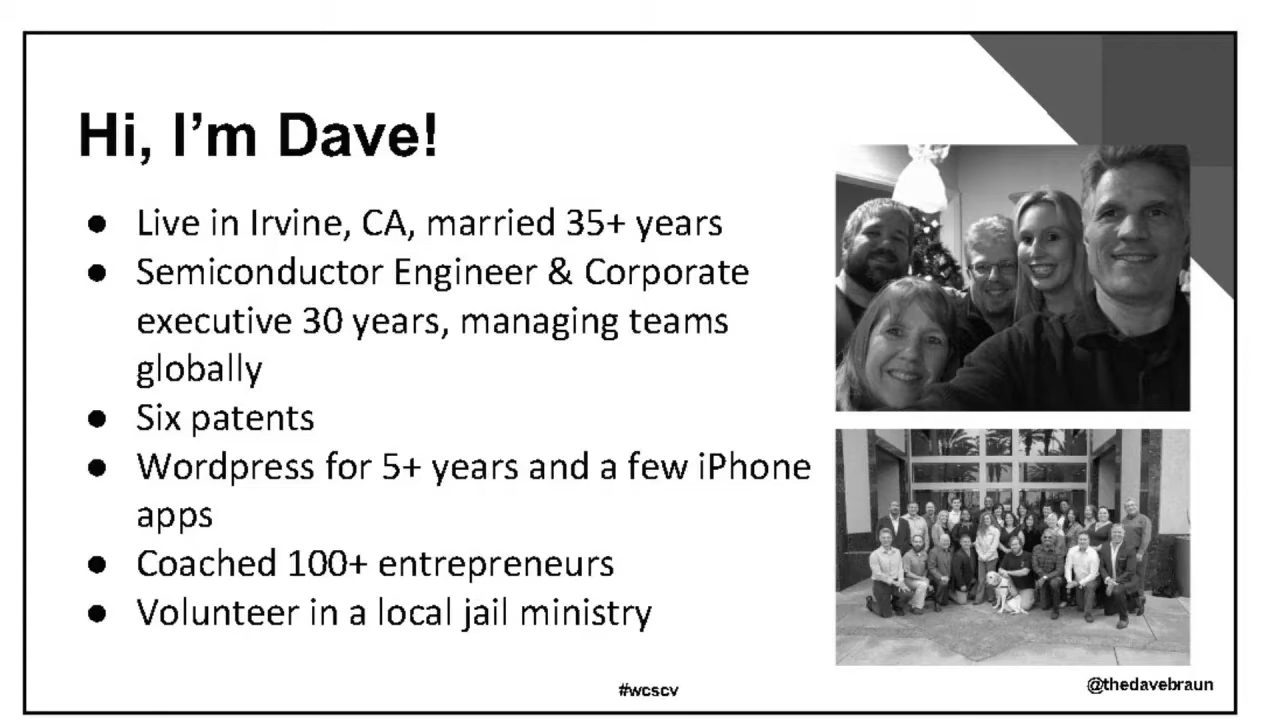 Hi, I’m Dave!
● Live in Irvine, CA, married 35+ years
● Semiconductor Engineer & Corporate
executive 30 years, managing teams
globally
● Six patents
● Wordpress for 5+ years and a few iPhone
apps
● Coached 100+ entrepreneurs
● Volunteer in a local jail ministry
#wcscv
@thedavebraun